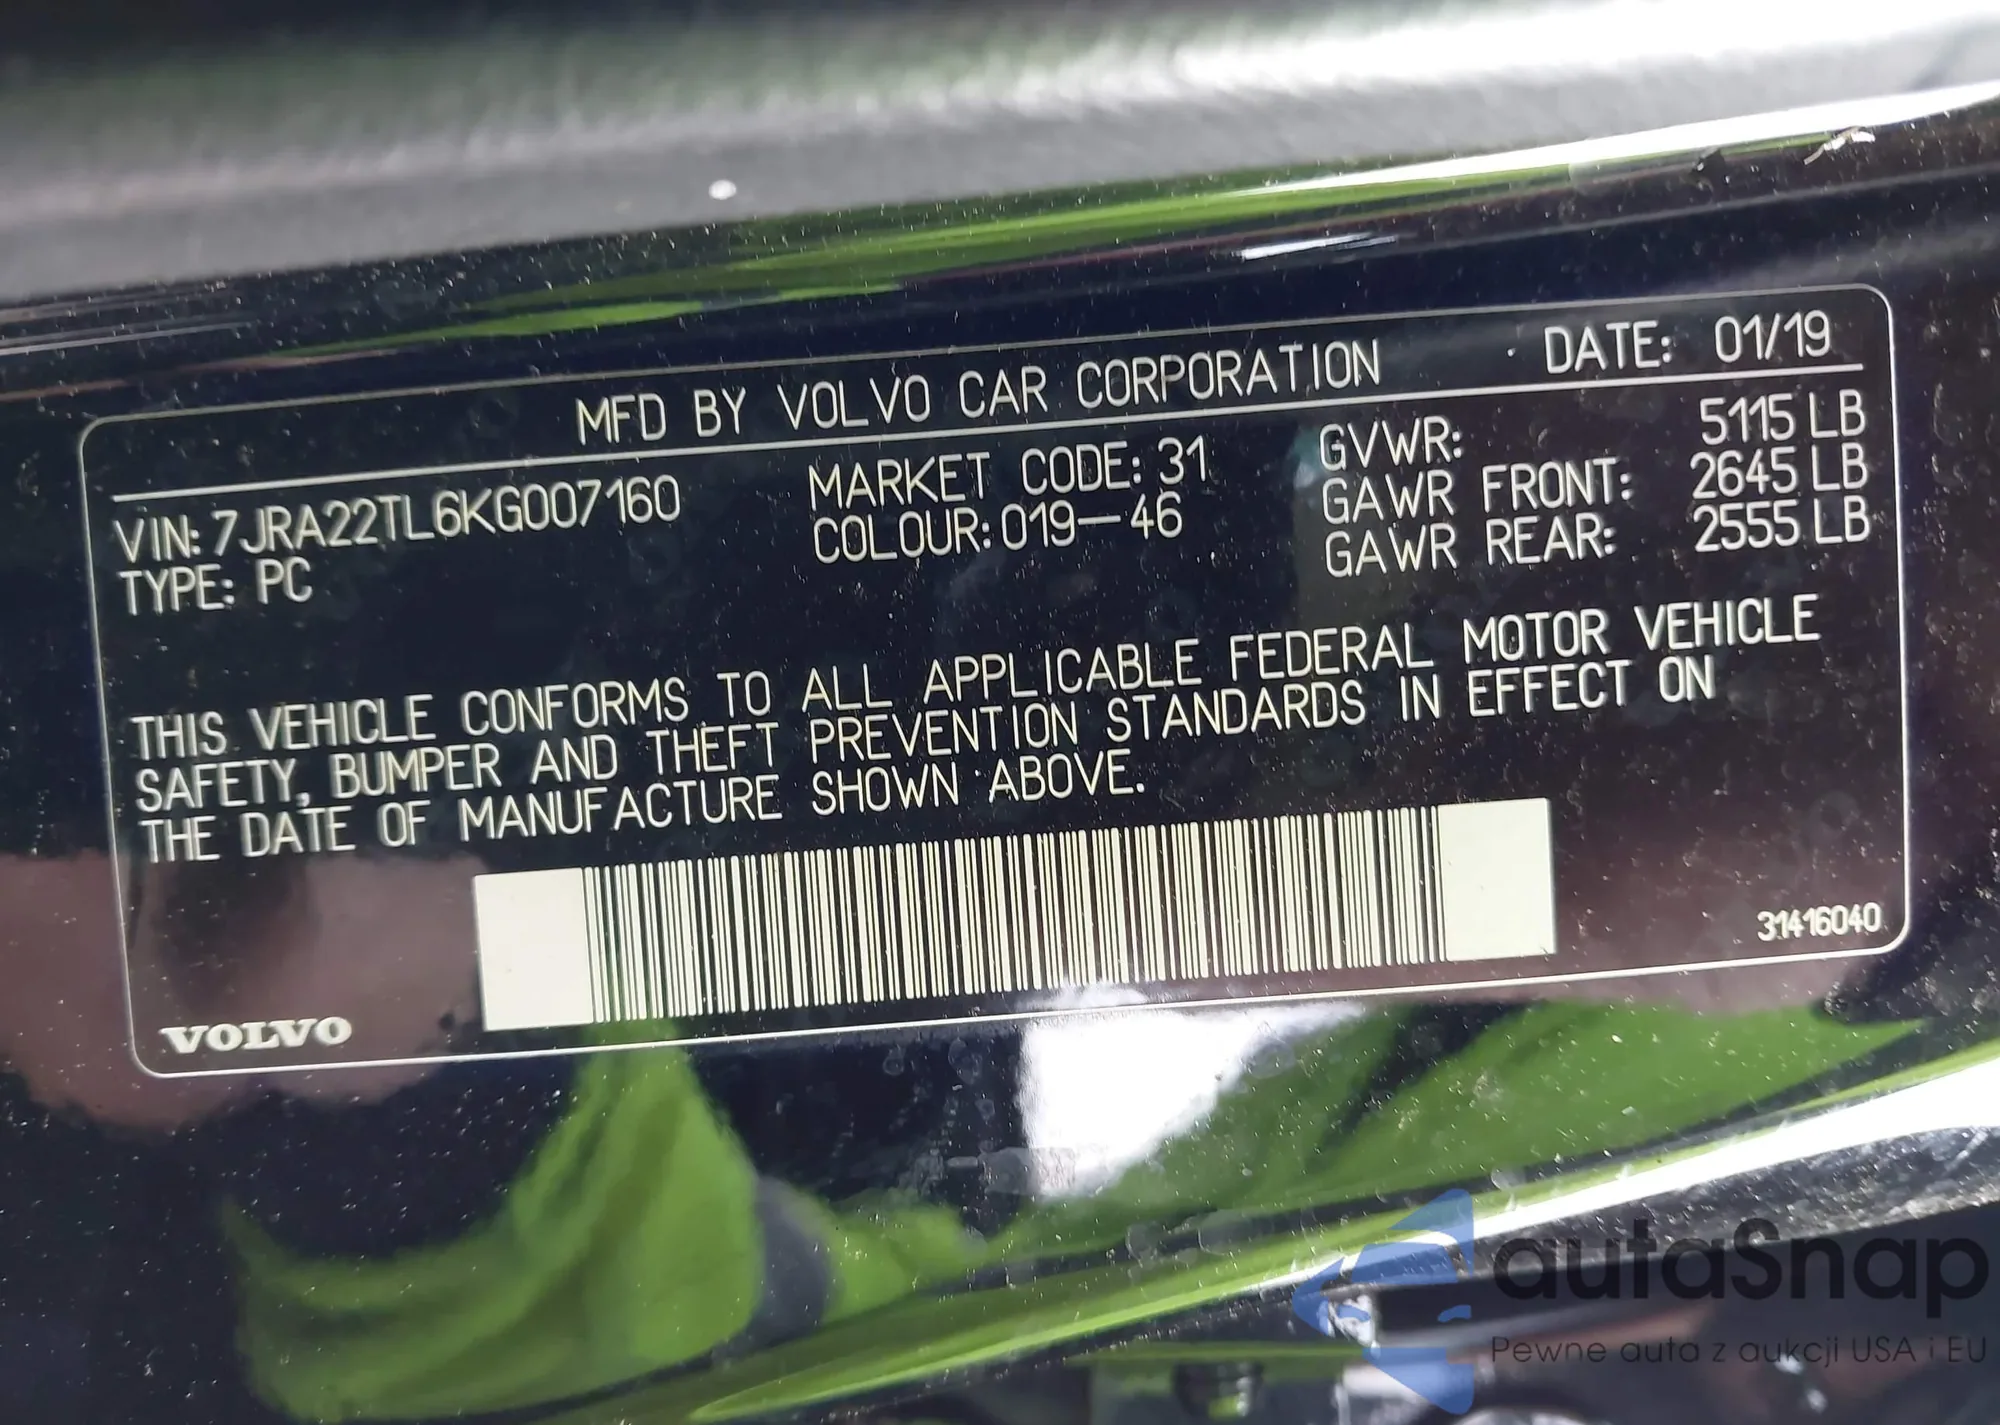 MFD BY VOLVO CAR CORPORATION DATE: 01/19
VIN: 7JRA22TL6KG007160 MARKET CODE: 31 GVWR: 5115 LB
TYPE: PC COLOUR: 019-46 GAWR FRONT: 2645 LB
GAWR REAR: 2555 LB
THIS VEHICLE CONFORMS TO ALL APPLICABLE FEDERAL MOTOR VEHICLE
SAFETY, BUMPER AND THEFT PREVENTION STANDARDS IN EFFECT ON
THE DATE OF MANUFACTURE SHOWN ABOVE.
31416040
VOLVO
autaSnap
Pewne auta z aukcji USA i EU